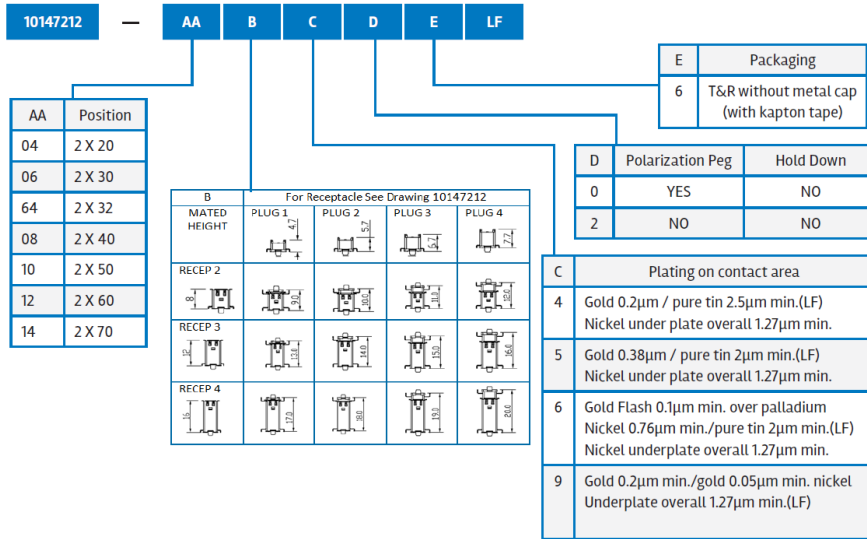 10147212 — AA B C D E LF
E Packaging
6 T&R without metal cap
(with kapton tape)
AA Position
04 2 X 20
06 2 X 30
64 2 X 32
08 2 X 40
10 2 X 50
12 2 X 60
14 2 X 70
D Polarization Peg Hold Down
0 YES NO
2 NO NO
B For Receptacle See Drawing 10147212
MATED PLUG 1 PLUG 2 PLUG 3 PLUG 4
HEIGHT
4.7 5.7 6.7 7.7
RECEP 2
8 9.0 10.0 11.0 12.0
RECEP 3
12 13.0 14.0 15.0 16.0
RECEP 4
16 17.0 18.0 19.0 20.0
C Plating on contact area
4 Gold 0.2µm / pure tin 2.5µm min.(LF)
Nickel under plate overall 1.27µm min.
5 Gold 0.38µm / pure tin 2µm min.(LF)
Nickel under plate overall 1.27µm min.
6 Gold Flash 0.1µm min. over palladium
Nickel 0.76µm min./pure tin 2µm min.(LF)
Nickel underplate overall 1.27µm min.
9 Gold 0.2µm min./gold 0.05µm min. nickel
Underplate overall 1.27µm min.(LF)